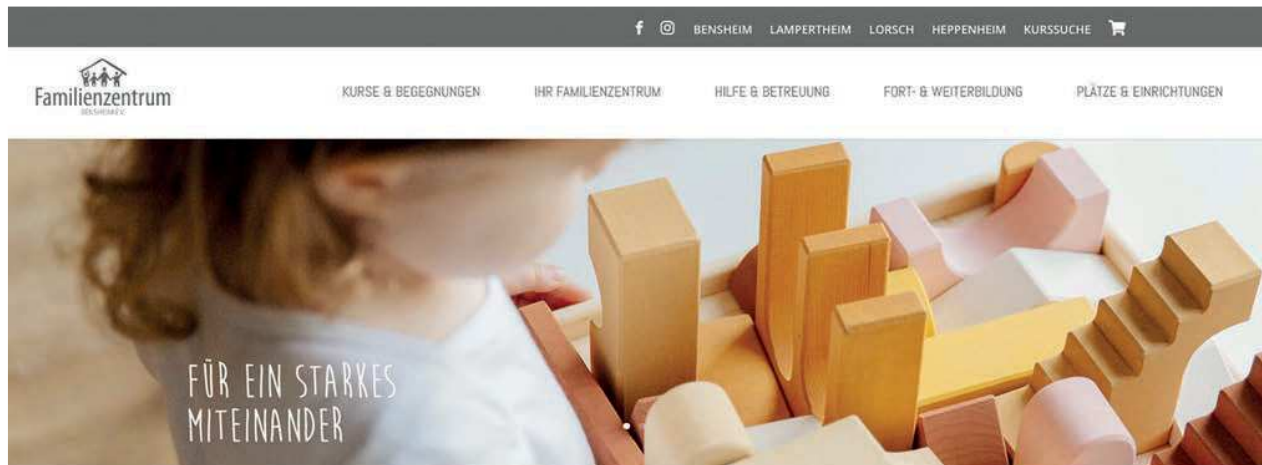 BENSHEIM LAMPERTHEIM LORSCH HEPPENHEIM KURSSUCHE
Familienzentrum
BENSHEIM E.V.
KURSE & BEGEGNUNGEN IHR FAMILIENZENTRUM HILFE & BETREUUNG FORT- & WEITERBILDUNG PLÄTZE & EINRICHTUNGEN
FÜR EIN STARKES
MITEINANDER